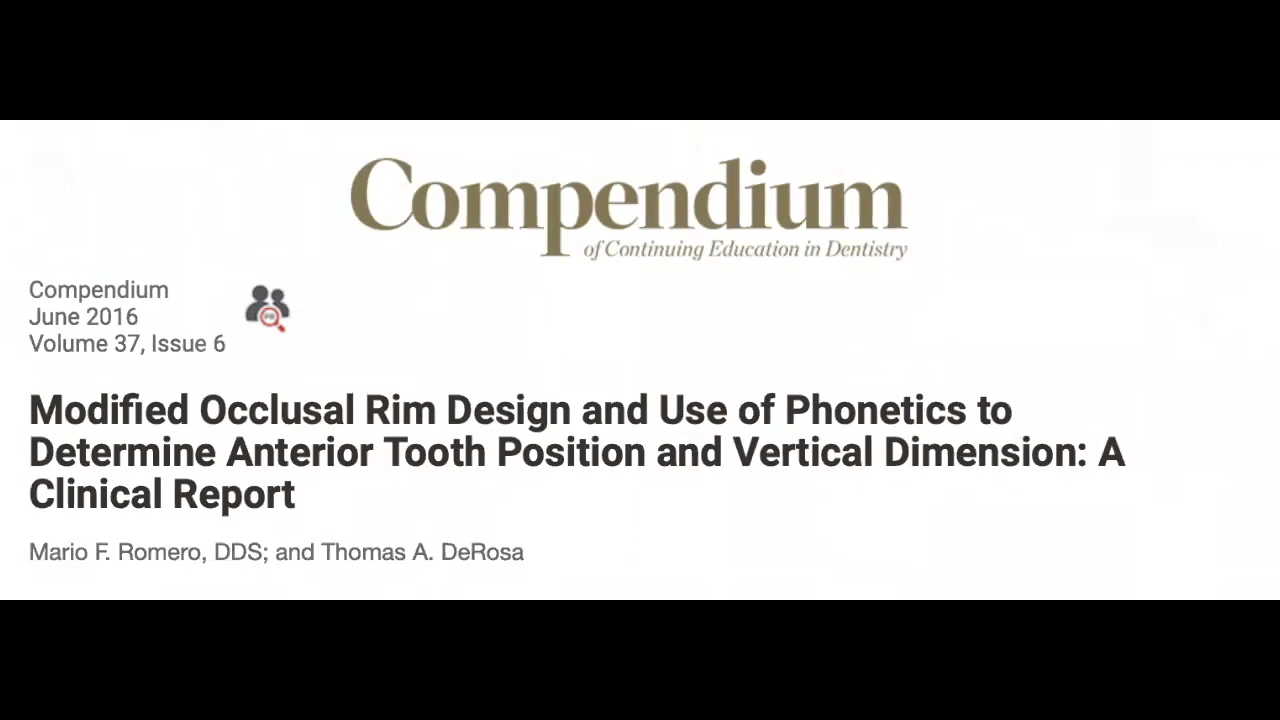 Compendium
of Continuing Education in Dentistry
Compendium
June 2016
Volume 37, Issue 6
Modified Occlusal Rim Design and Use of Phonetics to
Determine Anterior Tooth Position and Vertical Dimension: A
Clinical Report
Mario F. Romero, DDS; and Thomas A. DeRosa